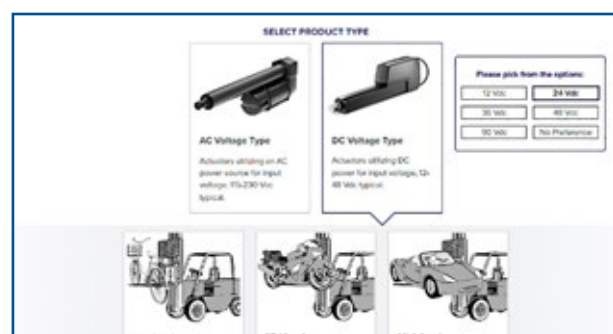 SELECT PRODUCT TYPE
AC Voltage Type
Actuators utilizing an AC
power source for input
voltage, 115-230 Vac
typical.
DC Voltage Type
Actuators utilizing DC
power for input voltage, 12-
48 Vdc typical.
Please pick from the options:
12 Vdc
24 Vdc
36 Vdc
48 Vdc
90 Vdc
No Preference